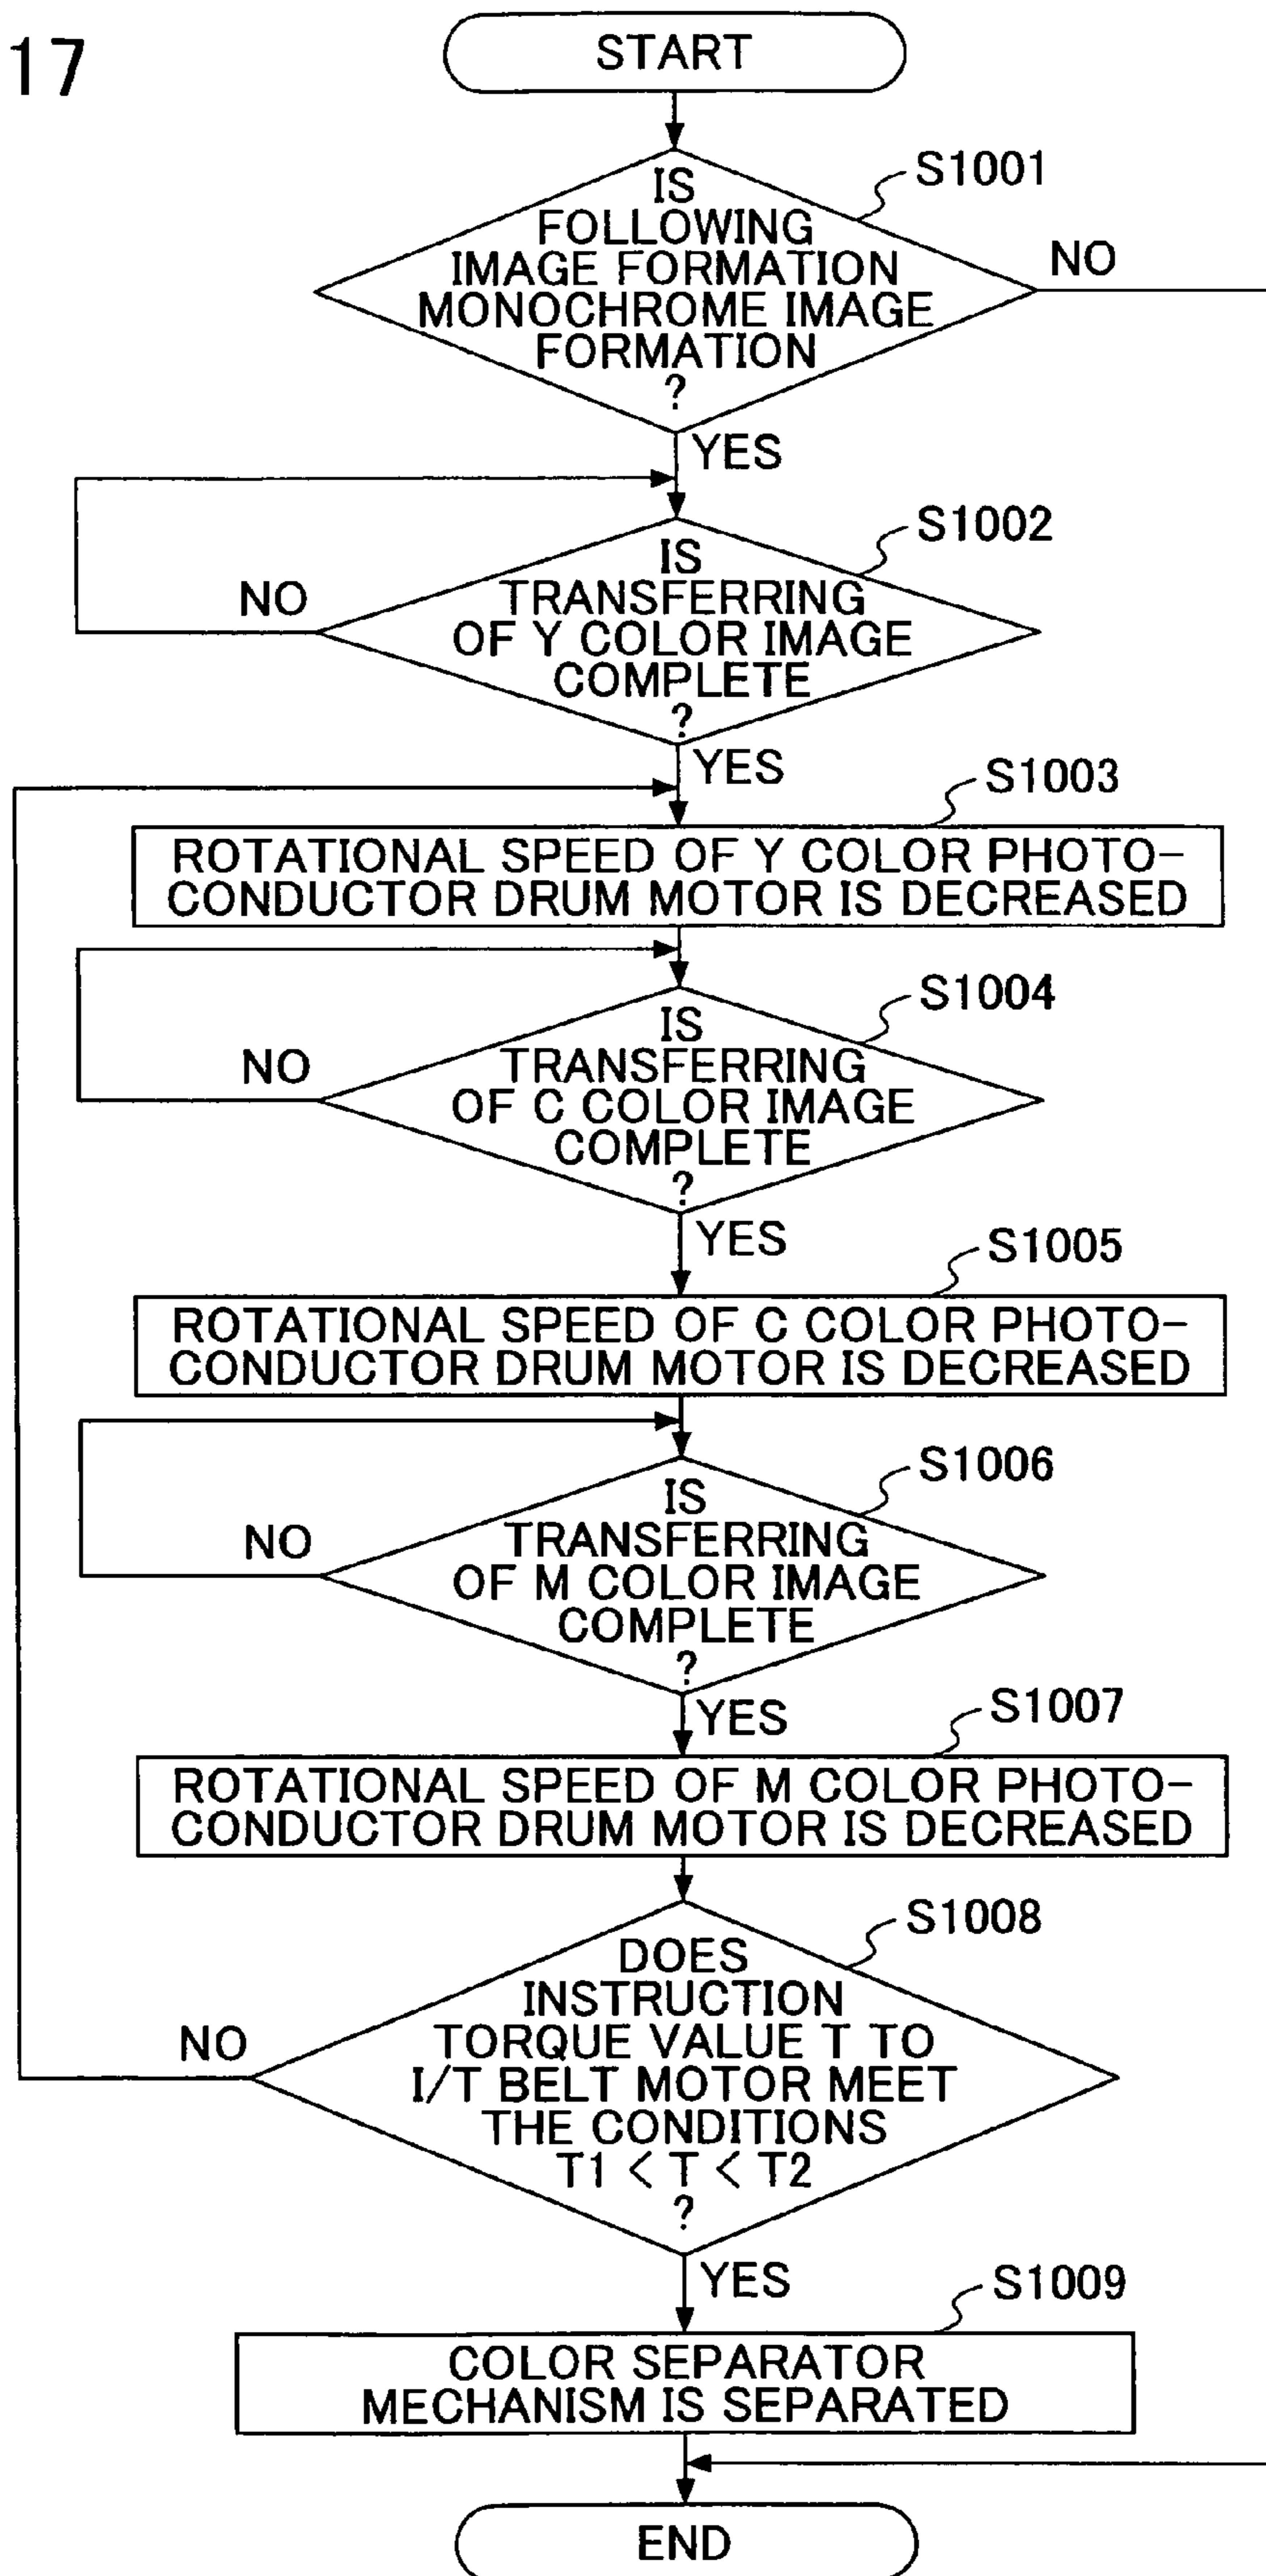 17
START
S1001
IS
FOLLOWING
IMAGE FORMATION
MONOCHROME IMAGE
FORMATION
?
NO
YES
S1002
IS
TRANSFERRING
OF Y COLOR IMAGE
COMPLETE
?
NO
YES
S1003
ROTATIONAL SPEED OF Y COLOR PHOTO-
CONDUCTOR DRUM MOTOR IS DECREASED
S1004
IS
TRANSFERRING
OF C COLOR IMAGE
COMPLETE
?
NO
YES
S1005
ROTATIONAL SPEED OF C COLOR PHOTO-
CONDUCTOR DRUM MOTOR IS DECREASED
S1006
IS
TRANSFERRING
OF M COLOR IMAGE
COMPLETE
?
NO
YES
S1007
ROTATIONAL SPEED OF M COLOR PHOTO-
CONDUCTOR DRUM MOTOR IS DECREASED
S1008
DOES
INSTRUCTION
TORQUE VALUE T TO
I/T BELT MOTOR MEET
THE CONDITIONS
T1 < T < T2
?
NO
YES
S1009
COLOR SEPARATOR
MECHANISM IS SEPARATED
END